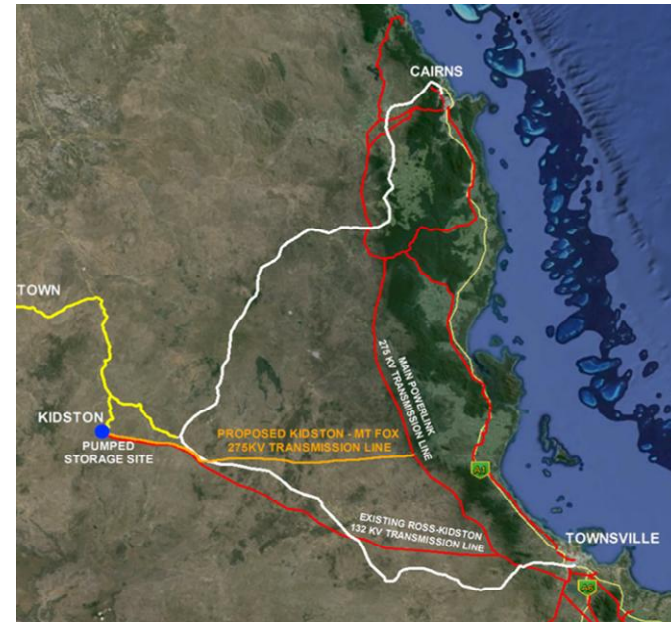 CAIRNS
TOWN
KIDSTON
PUMPED
STORAGE SITE
PROPOSED KIDSTON - MT FOX
275KV TRANSMISSION LINE
MAIN POWERLINK
275 KV TRANSMISSION LINE
EXISTING ROSS-KIDSTON
132 KV TRANSMISSION LINE
TOWNSVILLE
A1